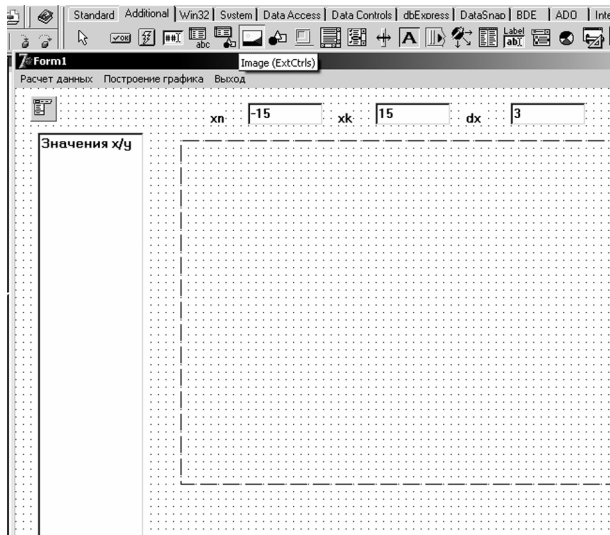 Standard Additional Win32 System Data Access Data Controls dbExpress DataSnap BDE ADO Inte
Image (ExtCtrls)
Form1
Расчет данных Построение графика Выход
xn -15 xk 15 dx 3
Значения x/y